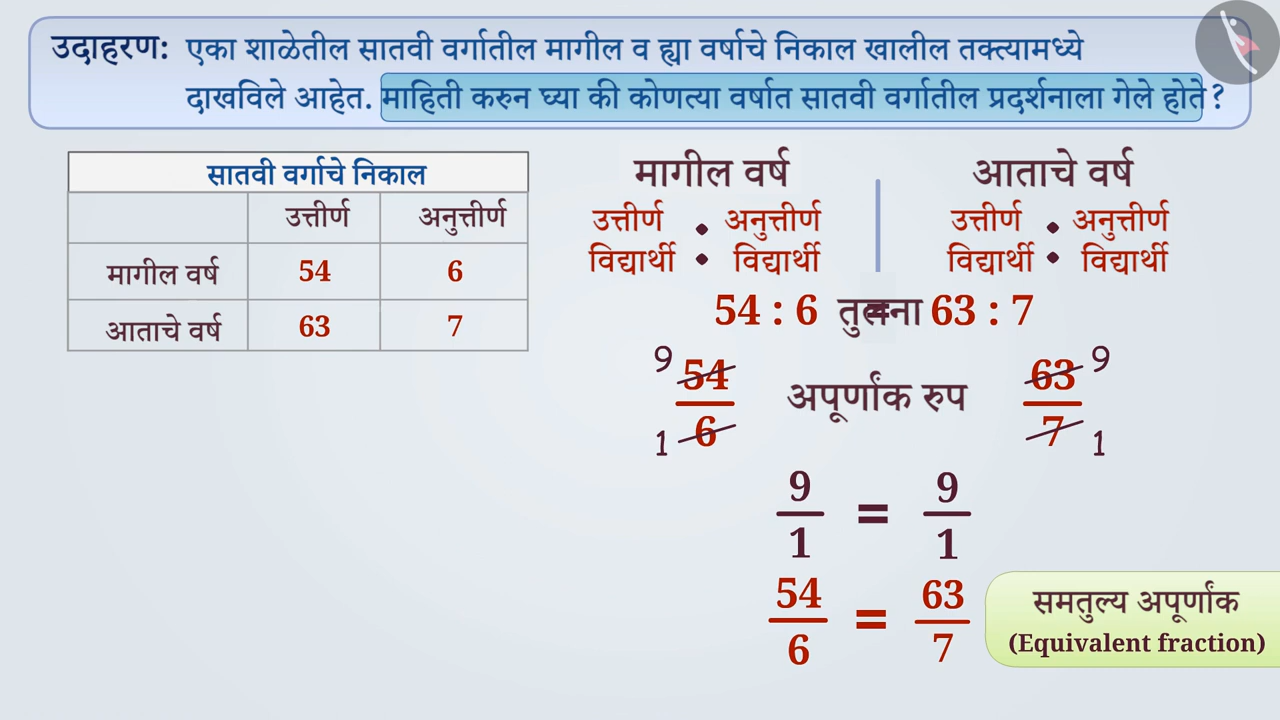 उदाहरण: एका शाळेतील सातवी वर्गातील मागील व ह्या वर्षाचे निकाल खालील तक्त्यामध्ये
दाखविले आहेत. माहिती करुन घ्या की कोणत्या वर्षात सातवी वर्गातील प्रदर्शनाला गेले होते?
सातवी वर्गाचे निकाल
उत्तीर्ण अनुत्तीर्ण
मागील वर्ष 54 6
आताचे वर्ष 63 7
मागील वर्ष आताचे वर्ष
उत्तीर्ण : अनुत्तीर्ण उत्तीर्ण : अनुत्तीर्ण
विद्यार्थी विद्यार्थी विद्यार्थी विद्यार्थी
54 : 6 तुलना = 63 : 7
9 54 अपूर्णांक रुप 63 9
1 6 7 1
9 = 9
1 1
54 = 63
6 7
समतुल्य अपूर्णांक
(Equivalent fraction)